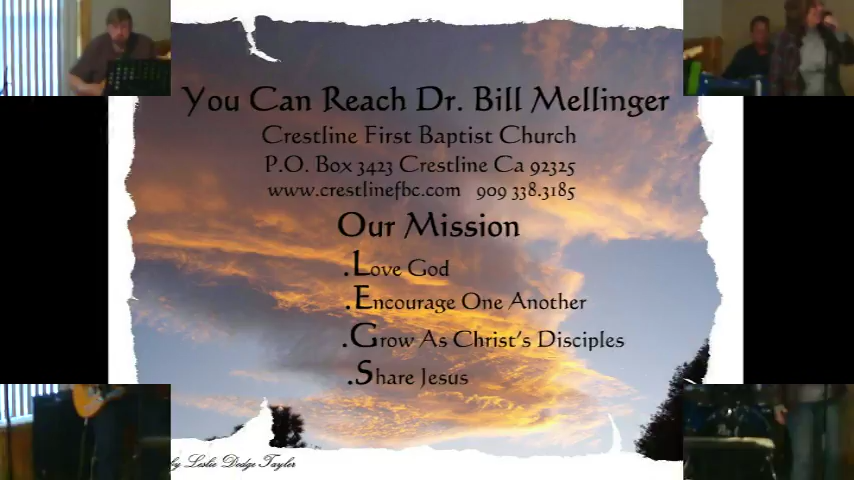 You Can Reach Dr. Bill Mellinger
Crestline First Baptist Church
P.O. Box 3423 Crestline Ca 92325
www.crestlinefbc.com 909 338.3185
Our Mission
.Love God
.Encourage One Another
.Grow As Christ's Disciples
.Share Jesus
by Leslie Dodge Tayler